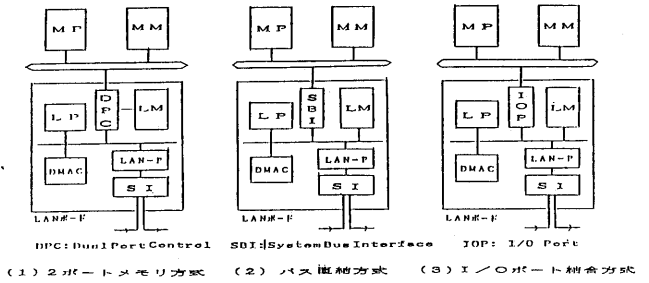 MP MM
MP MM
MP MM
LP DPC LM
LP SBI LM
LP IOP LM
DMAC LAN-P
DMAC LAN-P
DMAC LAN-P
SI
SI
SI
LANボード
LANボード
LANボード
DPC:DualPortControl
SBI:SystemBusInterface
IOP: I/O Port
(1)2ポートメモリ方式
(2) バス直結方式
(3)I/Oポート結合方式